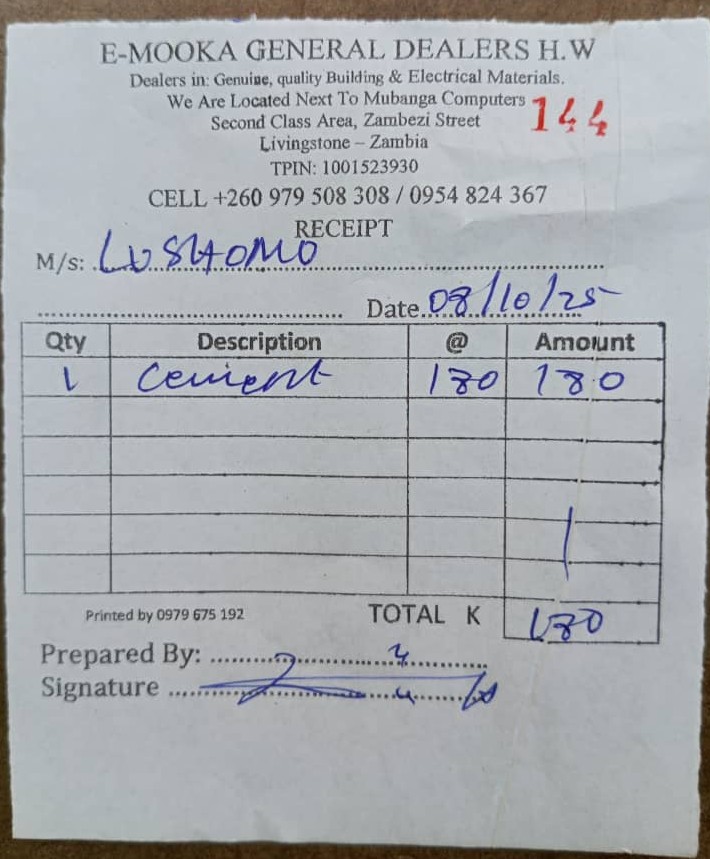 E-MOOKA GENERAL DEALERS H.W
Dealers in: Genuine, quality Building & Electrical Materials.
We Are Located Next To Mubanga Computers
144
Second Class Area, Zambezi Street
Livingstone – Zambia
TPIN: 1001523930
CELL +260 979 508 308 / 0954 824 367
RECEIPT
M/s: LUSHOMO
Date 08/10/25
Qty Description @ Amount
1 Cement 180 180
Printed by 0979 675 192 TOTAL K 180
Prepared By:
Signature